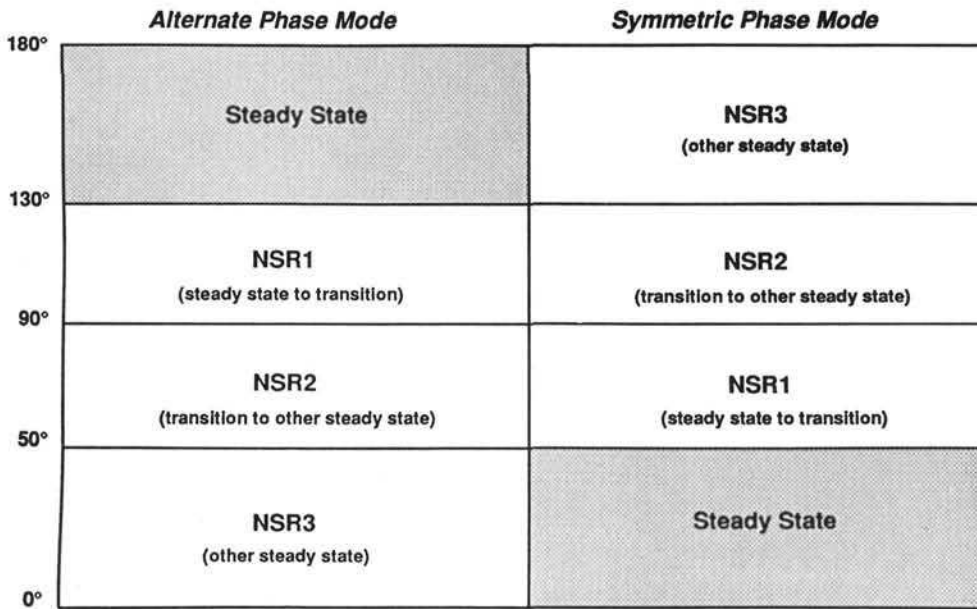 Alternate Phase Mode Symmetric Phase Mode
180°
Steady State NSR3
(other steady state)
130°
NSR1 NSR2
(steady state to transition) (transition to other steady state)
90°
NSR2 NSR1
(transition to other steady state) (steady state to transition)
50°
NSR3 Steady State
(other steady state)
0°